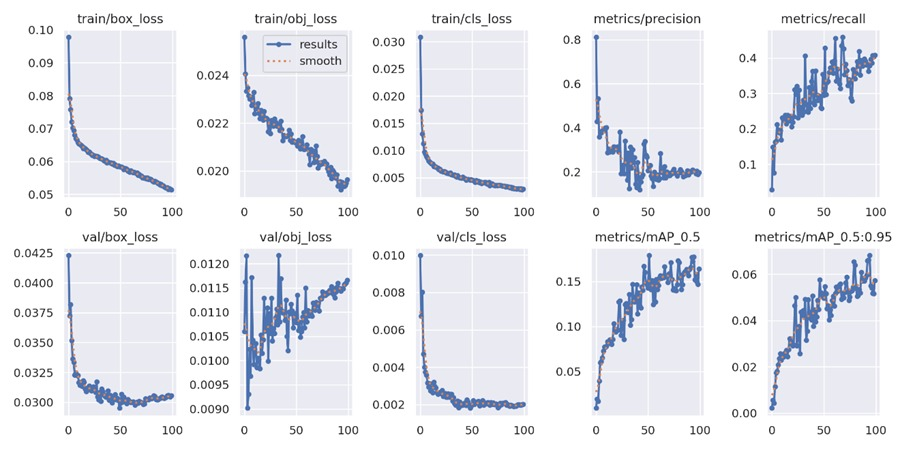 train/box_loss
0.10
0.09
0.08
0.07
0.06
0.05
0 50 100
train/obj_loss
results
smooth
0.024
0.022
0.020
0 50 100
train/cls_loss
0.030
0.025
0.020
0.015
0.010
0.005
0 50 100
metrics/precision
0.8
0.6
0.4
0.2
0 50 100
metrics/recall
0.4
0.3
0.2
0.1
0 50 100
val/box_loss
0.0425
0.0400
0.0375
0.0350
0.0325
0.0300
0 50 100
val/obj_loss
0.0120
0.0115
0.0110
0.0105
0.0100
0.0095
0.0090
0 50 100
val/cls_loss
0.010
0.008
0.006
0.004
0.002
0 50 100
metrics/mAP_0.5
0.15
0.10
0.05
0 50 100
metrics/mAP_0.5:0.95
0.06
0.04
0.02
0.00
0 50 100